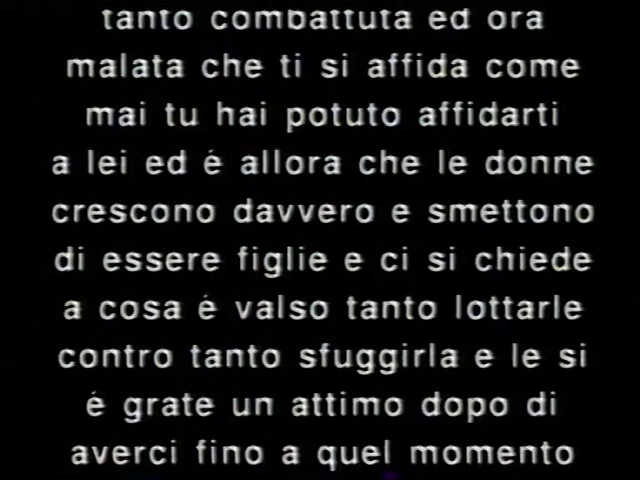 tanto combattuta ed ora
malata che ti si affida come
mai tu hai potuto affidarti
a lei ed é allora che le donne
crescono davvero e smettono
di essere figlie e ci si chiede
a cosa é valso tanto lottarle
contro tanto sfuggirla e le si
é grate un attimo dopo di
averci fino a quel momento